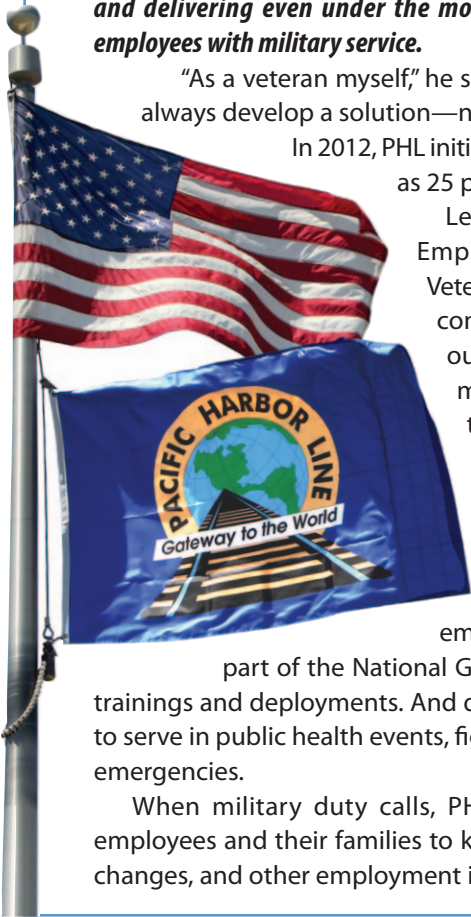 and delivering even under the mo
employees with military service.
“As a veteran myself,” he s
always develop a solution—n
In 2012, PHL initi
as 25 p
Le
Emp
Vete
con
ou
m
t
PACIFIC HARBOR LINE
Gateway to the World
em
part of the National G
trainings and deployments. And
to serve in public health events, fi
emergencies.
When military duty calls, PH
employees and their families to k
changes, and other employment i